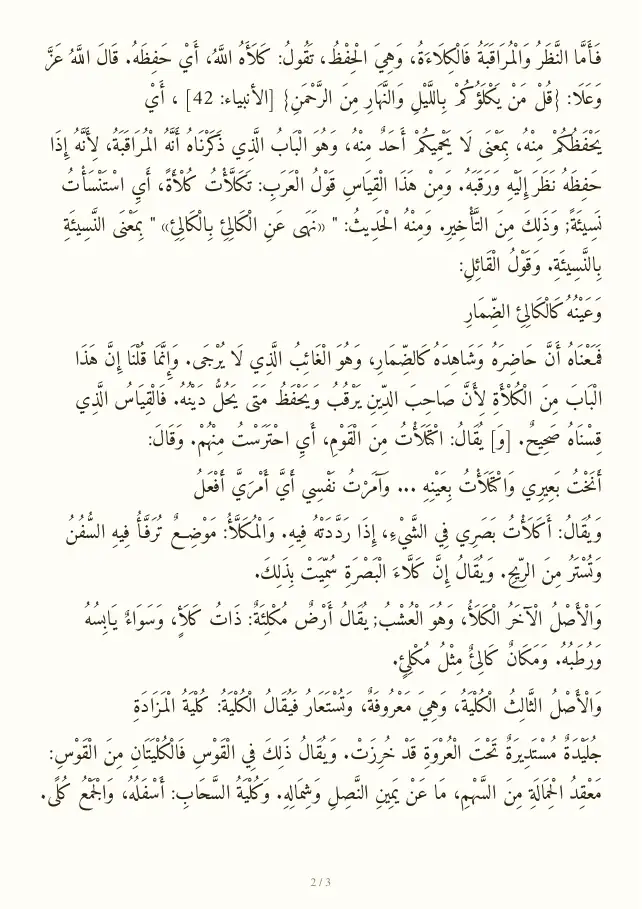 فَأَمَّا النَّظَرُ وَالْمُرَاقَبَةُ فَالْكِلَاءَةُ، وَهِيَ الْحِفْظُ، تَقُولُ: كَلَأَهُ اللَّهُ، أَيْ حَفِظَهُ. قَالَ اللَّهُ عَزَّ
وَعَلَا: {قُلْ مَنْ يَكْلَؤُكُمْ بِاللَّيْلِ وَالنَّهَارِ مِنَ الرَّحْمَنِ} [الأنبياء: 42] ، أَيْ
يَحْفَظُكُمْ مِنْهُ، بِمَعْنَى لَا يَحْمِيكُمْ أَحَدٌ مِنْهُ، وَهُوَ الْبَابُ الَّذِي ذَكَرْنَاهُ أَنَّهُ الْمُرَاقَبَةُ، لِأَنَّهُ إِذَا
حَفِظَهُ نَظَرَ إِلَيْهِ وَرَقَبَهُ. وَمِنْ هَذَا الْقِيَاسِ قَوْلُ الْعَرَبِ: تَكَلَّأْتُ كُلْأَةً، أَيِ اسْتَنْسَأْتُ
نَسِيئَةً; وَذَلِكَ مِنَ التَّأْخِيرِ. وَمِنْهُ الْحَدِيثُ: " «نَهَى عَنِ الْكَالِئِ بِالْكَالِئِ» " بِمَعْنَى النَّسِيئَةِ
بِالنَّسِيئَةِ. وَقَوْلُ الْقَائِلِ:
وَعَيْنُهُ كَالْكَالِئِ الضِّمَارِ
فَمَعْنَاهُ أَنَّ حَاضِرَهُ وَشَاهِدَهُ كَالضِّمَارِ، وَهُوَ الْغَائِبُ الَّذِي لَا يُرْجَى. وَإِنَّمَا قُلْنَا إِنَّ هَذَا
الْبَابَ مِنَ الْكُلْأَةِ لِأَنَّ صَاحِبَ الدِّينِ يَرْقُبُ وَيَحْفَظُ مَتَى يَحُلُّ دَيْنُهُ. فَالْقِيَاسُ الَّذِي
قِسْنَاهُ صَحِيحٌ. [وَ] يُقَالُ: اكْتَلَأْتُ مِنَ الْقَوْمِ، أَيِ احْتَرَسْتُ مِنْهُمْ. وَقَالَ:
أَنَخْتُ بَعِيرِي وَاكْتَلَأْتُ بِعَيْنِهِ ... وَآمَرْتُ نَفْسِي أَيَّ أَمْرَيَّ أَفْعَلُ
وَيُقَالُ: أَكْلَأْتُ بَصَرِي فِي الشَّيْءِ، إِذَا رَدَّدْتَهُ فِيهِ. وَالْمُكَلَّأُ: مَوْضِعٌ تُرْفَأُ فِيهِ السُّفُنُ
وَتُسْتَرُ مِنَ الرِّيحِ. وَيُقَالُ إِنَّ كَلَّاءَ الْبَصْرَةِ سُمِّيَتْ بِذَلِكَ.
وَالْأَصْلُ الْآخَرُ الْكَلَأُ، وَهُوَ الْعُشْبُ; يُقَالُ أَرْضٌ مُكْلِئَةٌ: ذَاتُ كَلَأٍ، وَسَوَاءٌ يَابِسُهُ
وَرُطَبُهُ. وَمَكَانٌ كَالِئٌ مِثْلُ مُكْلِئٍ.
وَالْأَصْلُ الثَّالِثُ الْكُلْيَةُ، وَهِيَ مَعْرُوفَةٌ، وَتُسْتَعَارُ فَيُقَالُ الْكُلْيَةُ: كُلْيَةُ الْمَزَادَةِ
جُلَيْدَةٌ مُسْتَدِيرَةٌ تَحْتَ الْعُرْوَةِ قَدْ خُرِزَتْ. وَيُقَالُ ذَلِكَ فِي الْقَوْسِ فَالْكُلْيَتَانِ مِنَ الْقَوْسِ:
مَعْقِدُ الْحِمَالَةِ مِنَ السَّهْمِ، مَا عَنْ يَمِينِ النَّصِلِ وَشِمَالِهِ. وَكُلْيَةُ السَّحَابِ: أَسْفَلُهُ، وَالْجَمْعُ كُلًى.
2 / 3